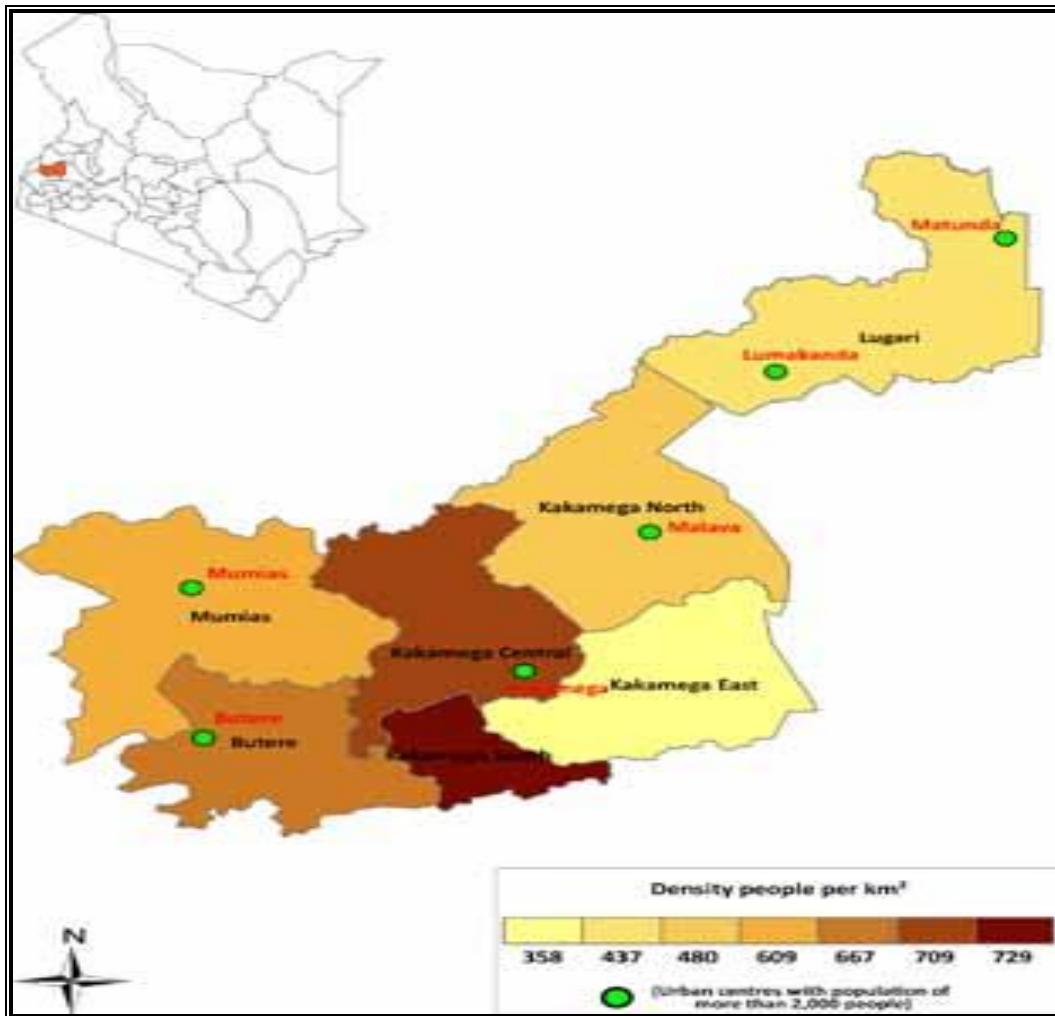 Matunda
Lugari
Lumakanda
Kakamega North
Malava
Mumias
Mumias
Kakamega Central
Kakamega East
Butere
Butere
N
Density people per km²
358 437 480 609 667 709 729
(Urban centres with population of
more than 2,000 people)